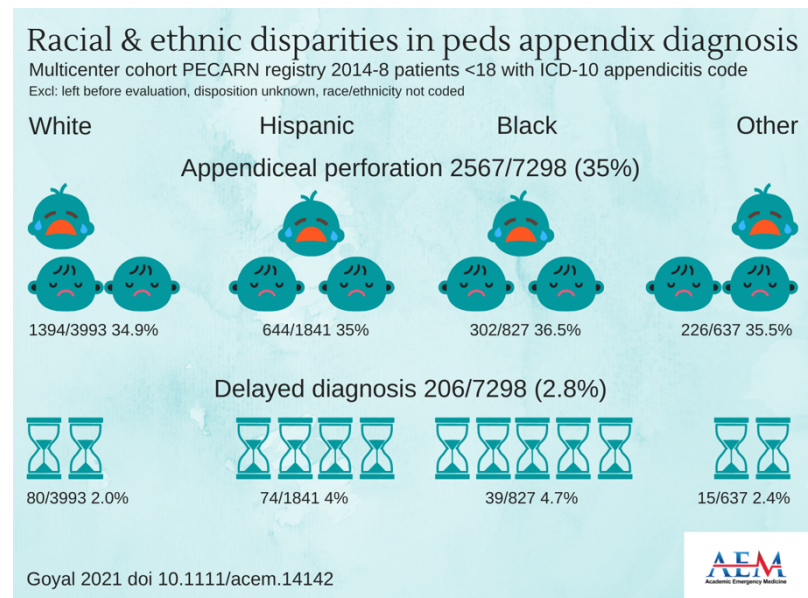 Racial & ethnic disparities in peds appendix diagnosis
Multicenter cohort PECARN registry 2014-8 patients <18 with ICD-10 appendicitis code
Excl: left before evaluation, disposition unknown, race/ethnicity not coded
White Hispanic Black Other
Appendiceal perforation 2567/7298 (35%)
1394/3993 34.9% 644/1841 35% 302/827 36.5% 226/637 35.5%
Delayed diagnosis 206/7298 (2.8%)
80/3993 2.0% 74/1841 4% 39/827 4.7% 15/637 2.4%
Goyal 2021 doi 10.1111/acem.14142
AEM
Academic Emergency Medicine